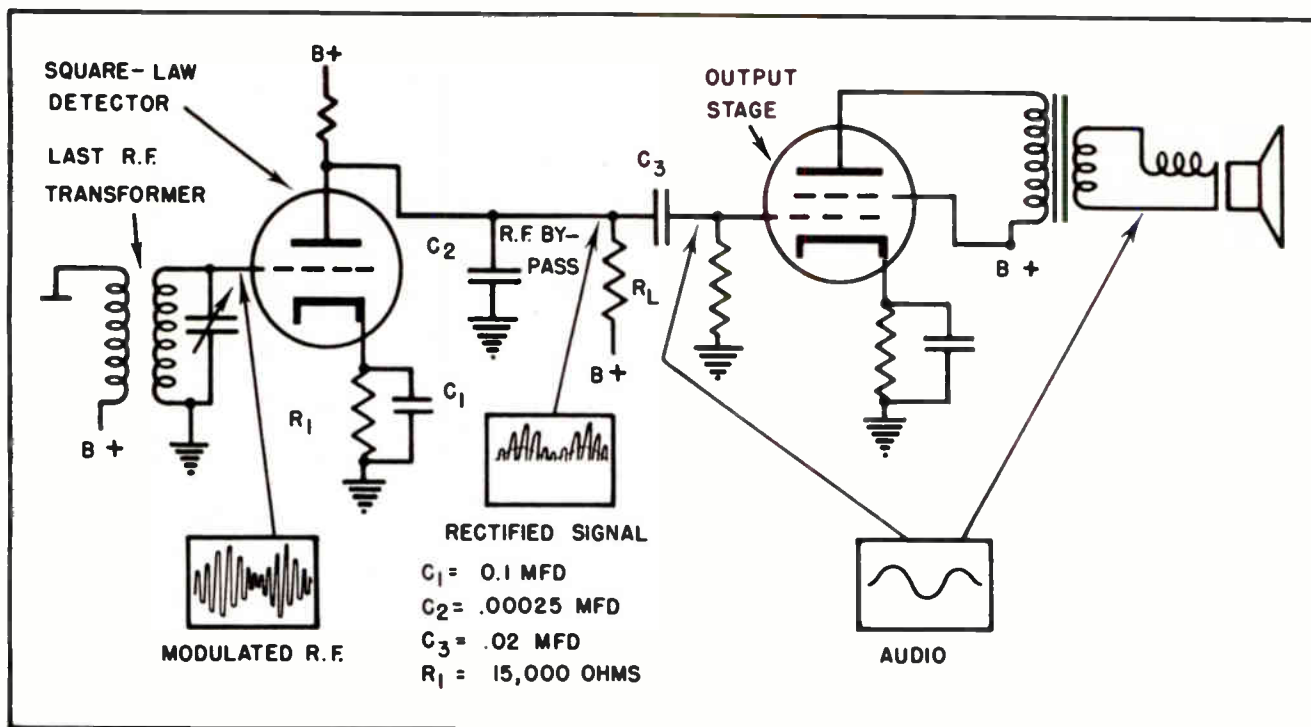 B+
SQUARE-LAW
DETECTOR
OUTPUT
STAGE
LAST R.F.
TRANSFORMER
C3
C2
R.F. BY-
PASS
RL
B +
B+
B +
R1
C1
RECTIFIED SIGNAL
C1= 0.1 MFD
C2= .00025 MFD
C3= .02 MFD
R1= 15,000 OHMS
MODULATED R.F.
AUDIO